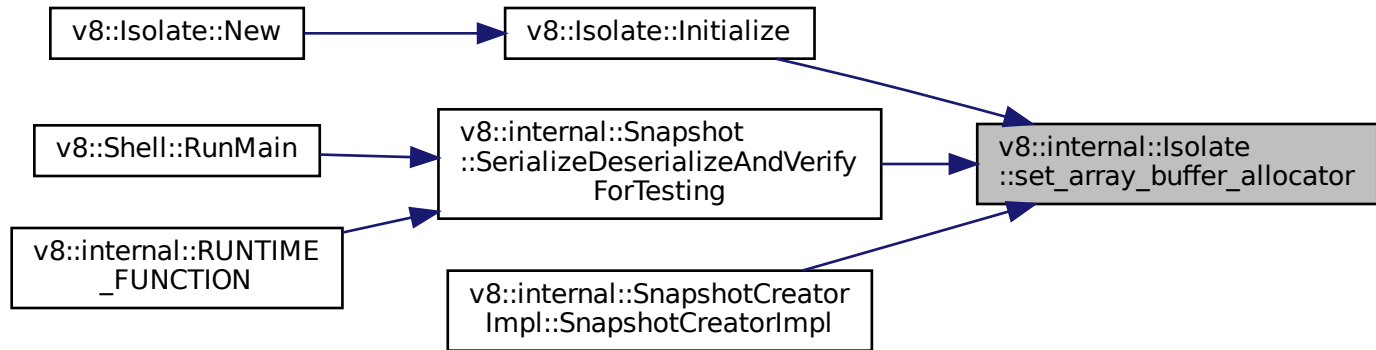 v8::Isolate::New
v8::Isolate::Initialize
v8::Shell::RunMain
v8::internal::Snapshot
::SerializeDeserializeAndVerify
ForTesting
v8::internal::Isolate
::set_array_buffer_allocator
v8::internal::RUNTIME
_FUNCTION
v8::internal::SnapshotCreator
Impl::SnapshotCreatorImpl